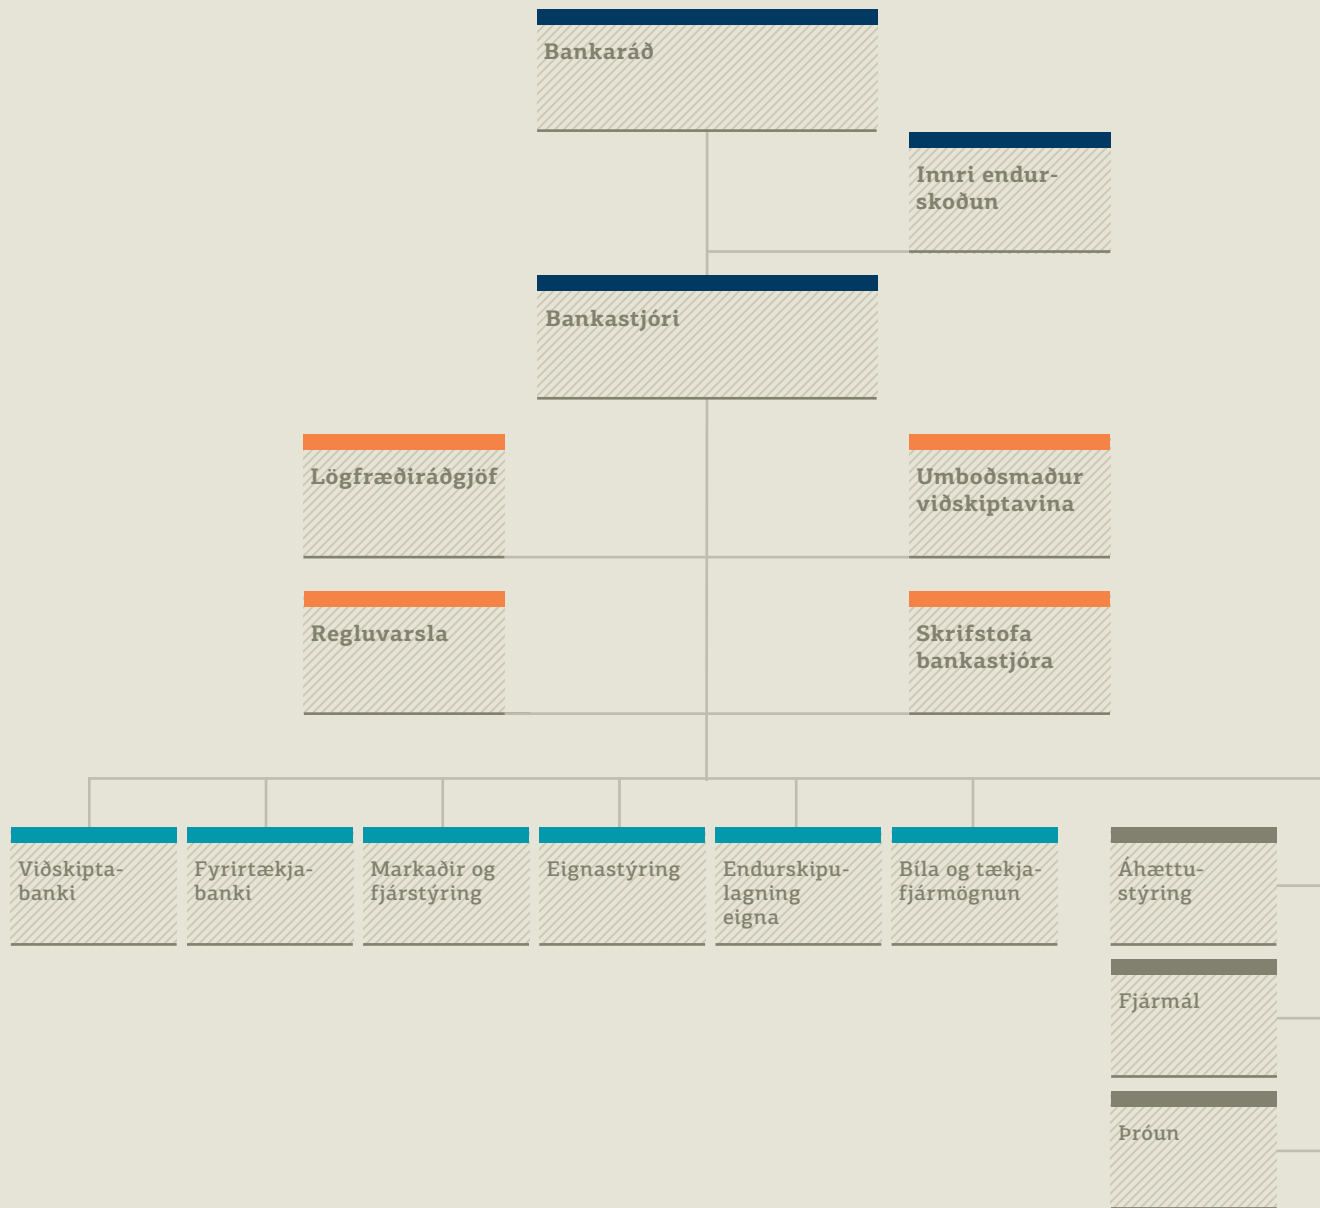 Bankaráð
Innri endur-
skoðun
Bankastjóri
Lögfræðiráðgjöf
Umboðsmaður
viðskiptavina
Regluvarsla
Skrifstofa
bankastjóra
Viðskipta-
banki
Fyrirtækja-
banki
Markaðir og
fjárstýring
Eignastýring
Endurskipu-
lagning
eigna
Bíla og tækja-
fjármögnun
Áhættu-
stýring
Fjármál
Þróun